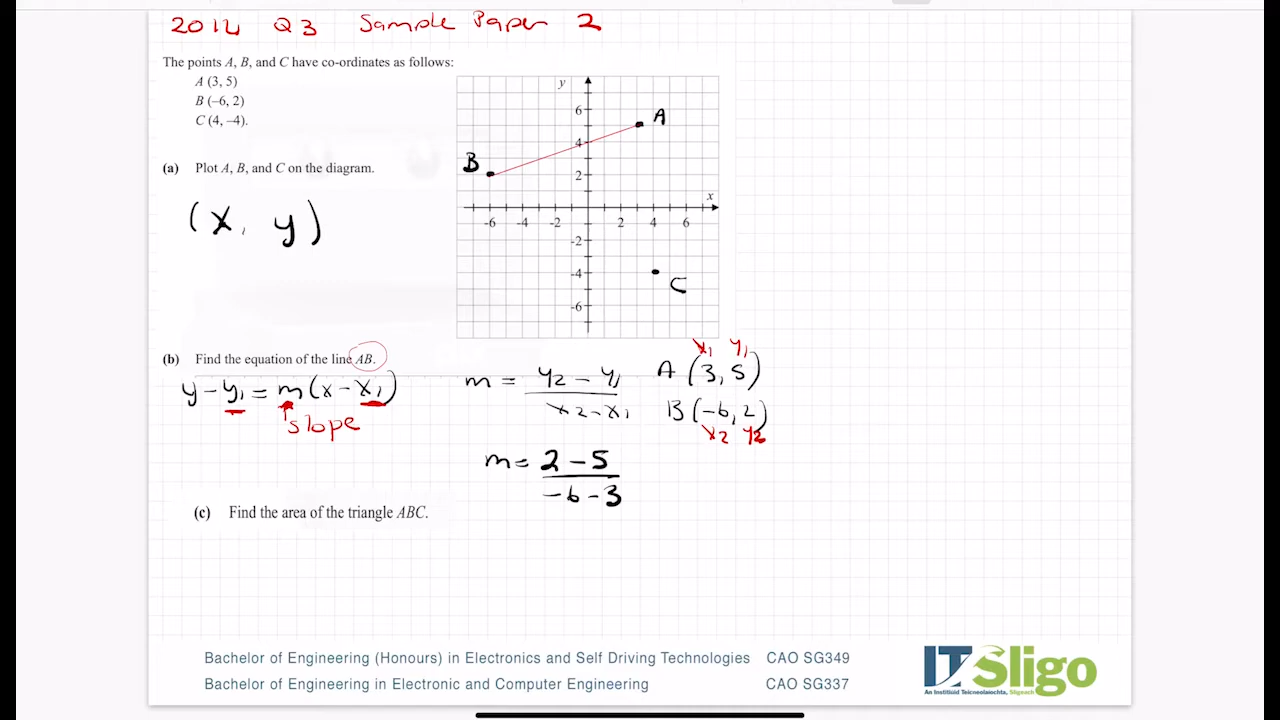 2014 Q3 Sample Paper 2
The points A, B, and C have co-ordinates as follows:
A (3, 5)
B (−6, 2)
C (4, −4).
(a) Plot A, B, and C on the diagram.
(x, y)
y
6
A
4
B
2
x
-6 -4 -2 2 4 6
-2
-4
C
-6
(b) Find the equation of the line AB.
y − y1 = m(x − x1)
slope
m = y2 − y1
x2 − x1
x1 y1
A (3, 5)
B (−6, 2)
x2 y2
m = 2 − 5
−6 − 3
(c) Find the area of the triangle ABC.
Bachelor of Engineering (Honours) in Electronics and Self Driving Technologies CAO SG349
Bachelor of Engineering in Electronic and Computer Engineering CAO SG337
IT Sligo
An Institiúid Teicneolaíochta, Sligeach